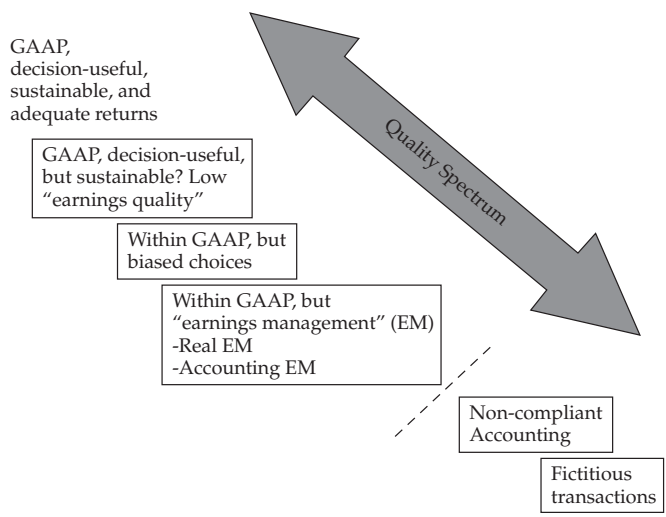 GAAP,
decision-useful,
sustainable, and
adequate returns
GAAP, decision-useful,
but sustainable? Low
“earnings quality”
Within GAAP, but
biased choices
Within GAAP, but
“earnings management” (EM)
-Real EM
-Accounting EM
Quality Spectrum
Non-compliant
Accounting
Fictitious
transactions